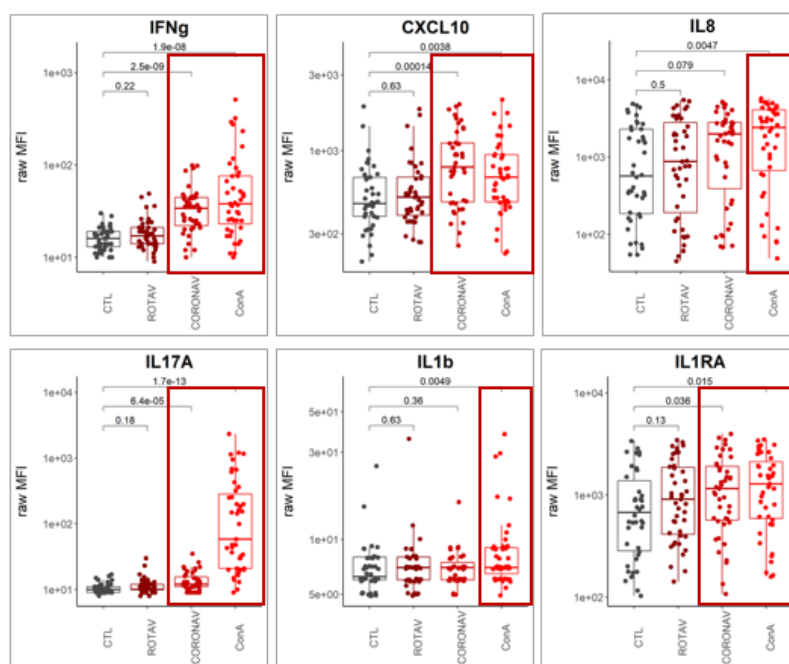 IFNg
1.9e-08
2.5e-09
0.22
1e+03
1e+02
1e+01
raw MFI
CTL
ROTAV
CORONAV
ConA
CXCL10
0.0038
0.00014
0.63
3e+03
1e+03
3e+02
raw MFI
CTL
ROTAV
CORONAV
ConA
IL8
0.0047
0.079
0.5
1e+04
1e+03
1e+02
raw MFI
CTL
ROTAV
CORONAV
ConA
IL17A
1.7e-13
6.4e-05
0.18
1e+04
1e+03
1e+02
1e+01
raw MFI
CTL
ROTAV
CORONAV
ConA
IL1b
0.0049
0.36
0.63
5e+01
3e+01
1e+01
5e+00
raw MFI
CTL
ROTAV
CORONAV
ConA
IL1RA
0.015
0.036
0.13
1e+04
1e+03
1e+02
raw MFI
CTL
ROTAV
CORONAV
ConA